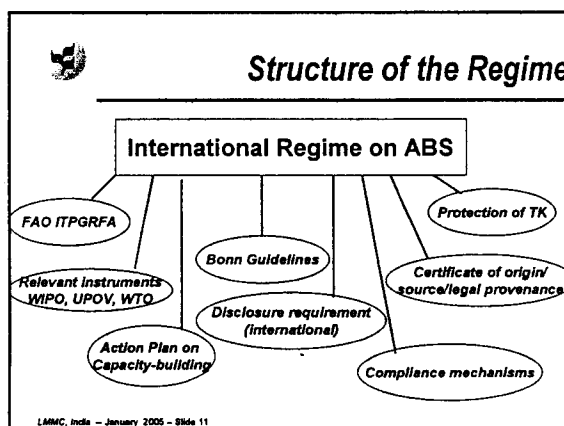 Structure of the Regime
International Regime on ABS
FAO ITPGRFA
Relevant instruments
WIPO, UPOV, WTO
Action Plan on
Capacity-building
Bonn Guidelines
Disclosure requirement
(international)
Protection of TK
Certificate of origin/
source/legal provenance
Compliance mechanisms
LMMC, India – January 2005 – Slide 11